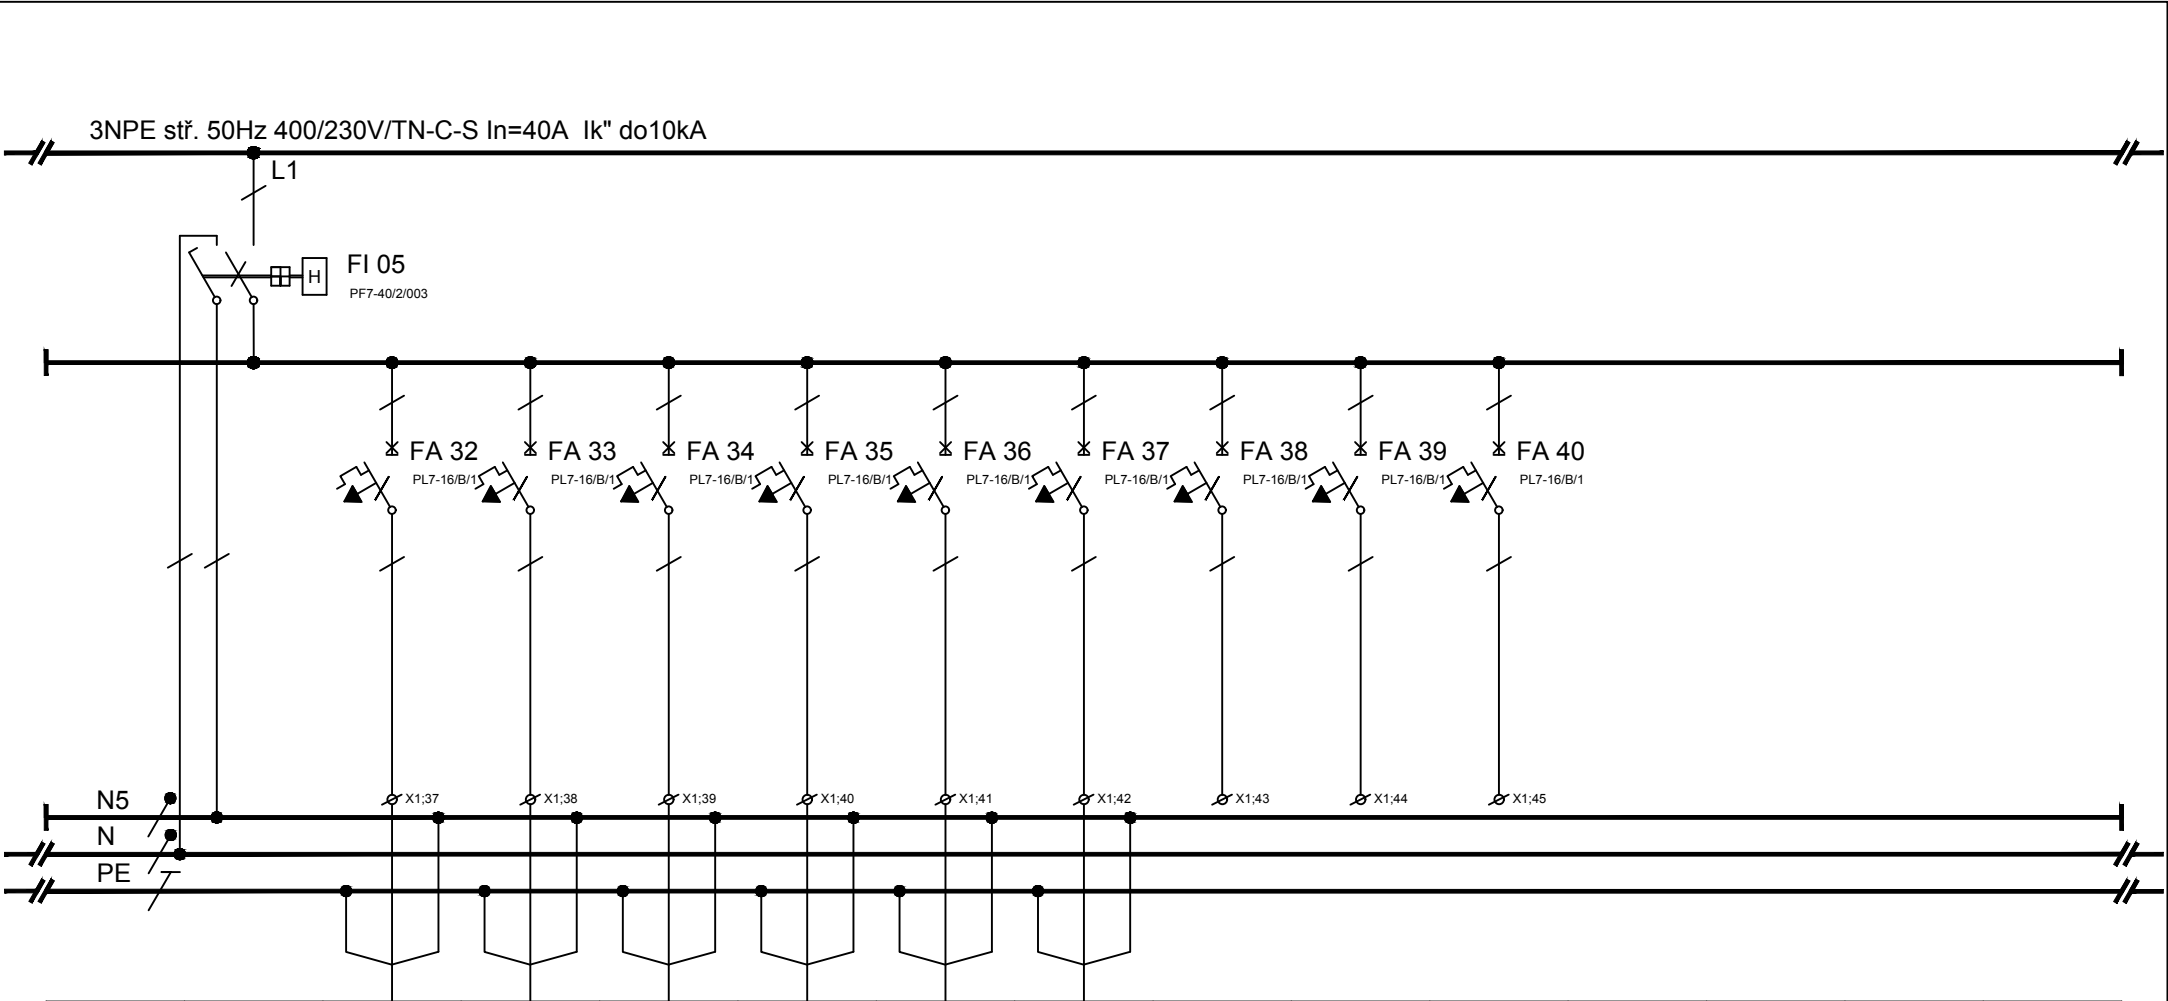 3NPE stř. 50Hz 400/230V/TN-C-S In=40A Ik" do10kA
L1
FI 05
H
PF7-40/2/003
FA 32 FA 33 FA 34 FA 35 FA 36 FA 37 FA 38 FA 39 FA 40
PL7-16/B/1 PL7-16/B/1 PL7-16/B/1 PL7-16/B/1 PL7-16/B/1 PL7-16/B/1 PL7-16/B/1 PL7-16/B/1 PL7-16/B/1
N5 X1;37 X1;38 X1;39 X1;40 X1;41 X1;42 X1;43 X1;44 X1;45
N
PE